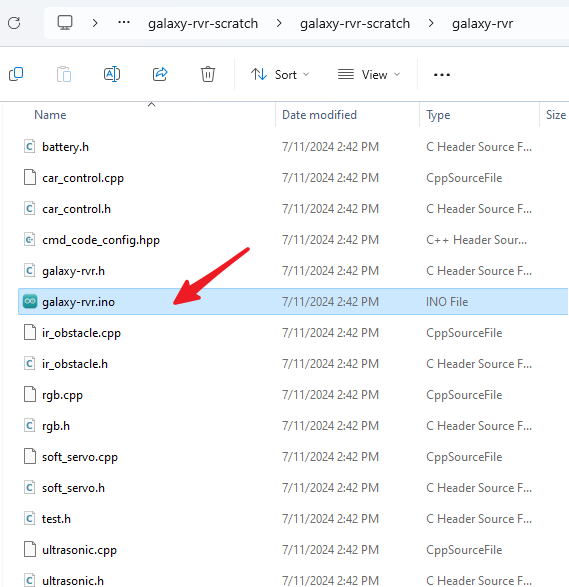 … galaxy-rvr-scratch > galaxy-rvr-scratch > galaxy-rvr
Sort View …
Name Date modified Type Size
battery.h 7/11/2024 2:42 PM C Header Source F...
car_control.cpp 7/11/2024 2:42 PM CppSourceFile
car_control.h 7/11/2024 2:42 PM C Header Source F...
cmd_code_config.hpp 7/11/2024 2:42 PM C++ Header Sour...
galaxy-rvr.h 7/11/2024 2:42 PM C Header Source F...
galaxy-rvr.ino 7/11/2024 2:42 PM INO File
ir_obstacle.cpp 7/11/2024 2:42 PM CppSourceFile
ir_obstacle.h 7/11/2024 2:42 PM C Header Source F...
rgb.cpp 7/11/2024 2:42 PM CppSourceFile
rgb.h 7/11/2024 2:42 PM C Header Source F...
soft_servo.cpp 7/11/2024 2:42 PM CppSourceFile
soft_servo.h 7/11/2024 2:42 PM C Header Source F...
test.h 7/11/2024 2:42 PM C Header Source F...
ultrasonic.cpp 7/11/2024 2:42 PM CppSourceFile
ultrasonic.h 7/11/2024 2:42 PM C Header Source F...